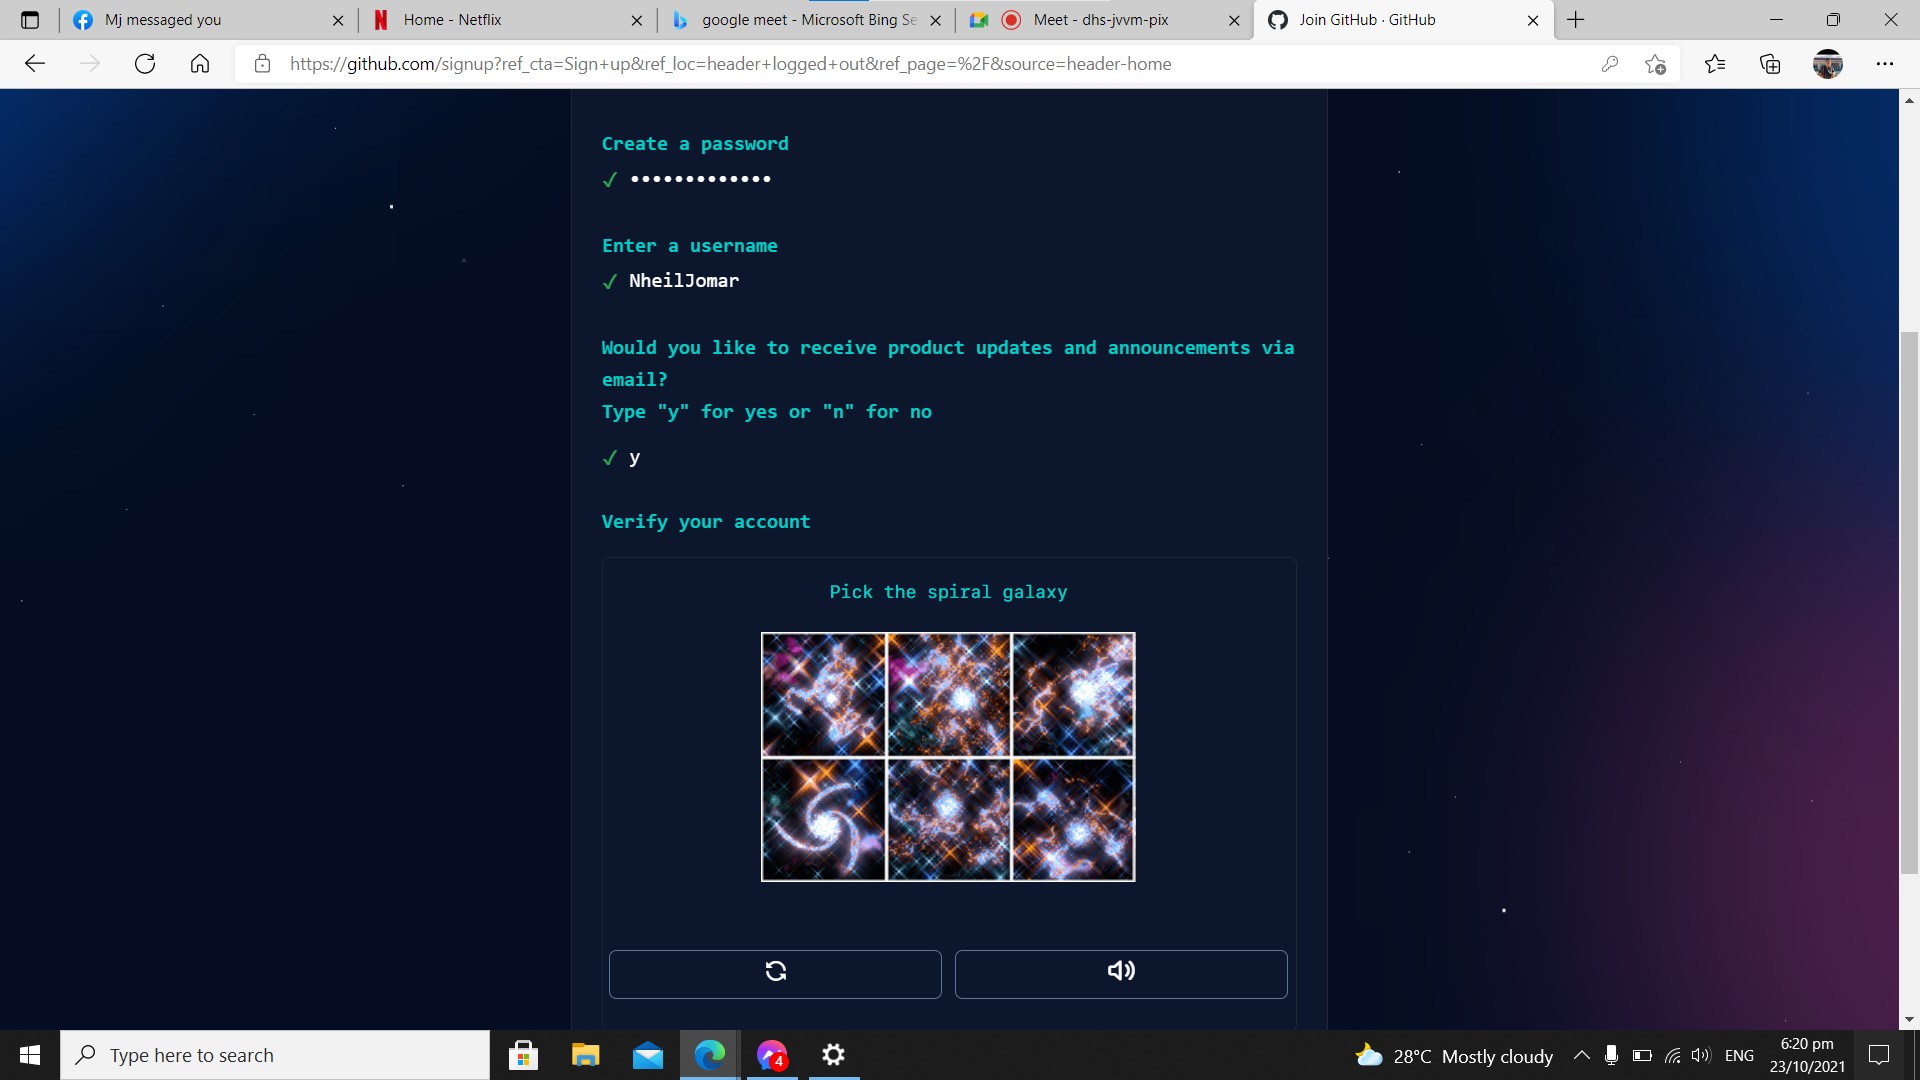 Mj messaged you
Home - Netflix
google meet - Microsoft Bing Se
Meet - dhs-jvvm-pix
Join GitHub · GitHub
https://github.com/signup?ref_cta=Sign+up&ref_loc=header+logged+out&ref_page=%2F&source=header-home
Create a password
Enter a username
NheilJomar
Would you like to receive product updates and announcements via
email?
Type "y" for yes or "n" for no
y
Verify your account
Pick the spiral galaxy
Type here to search
4
28°C Mostly cloudy
ENG
6:20 pm
23/10/2021